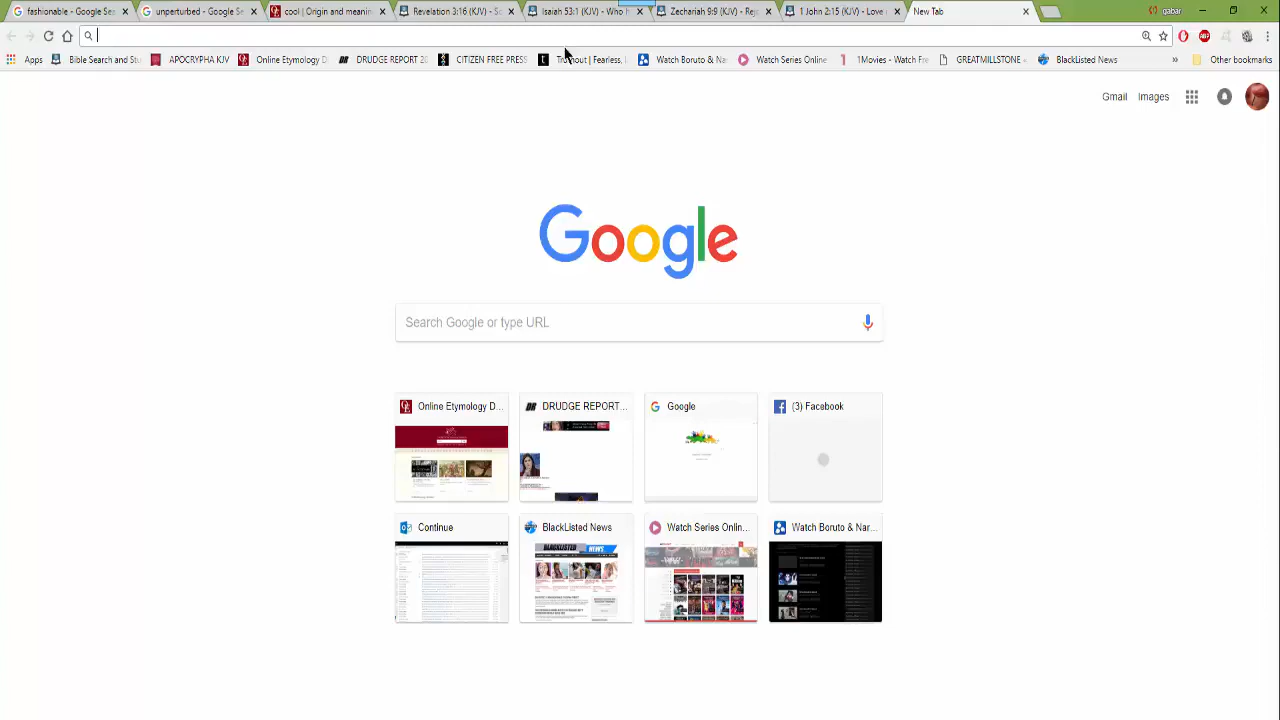 fashionable - Google S
unperturbed - Google Se
cool | Origin and meanin
Revelation 3:16 (KJV) - S
Isaiah 53:1 (KJV) - Who h
Zechariah 9:9 (KJV) - Re
1 John 2:15 (KJV) - Love
New Tab
gabar
Apps
Bible Search and Stu
APOCRYPHA KJV
Online Etymology Di
DRUDGE REPORT 20
CITIZEN FREE PRESS
Truthout | Fearless,
Watch Boruto & Na
Watch Series Online
1Movies - Watch Fre
GREATMILLSTONE
BlackListed News
»
Other Bookmarks
Gmail
Images
Google
Search Google or type URL
Online Etymology D...
DRUDGE REPORT...
Google
(3) Facebook
Continue
BlackListed News
Watch Series Onlin...
Watch Boruto & Nar...